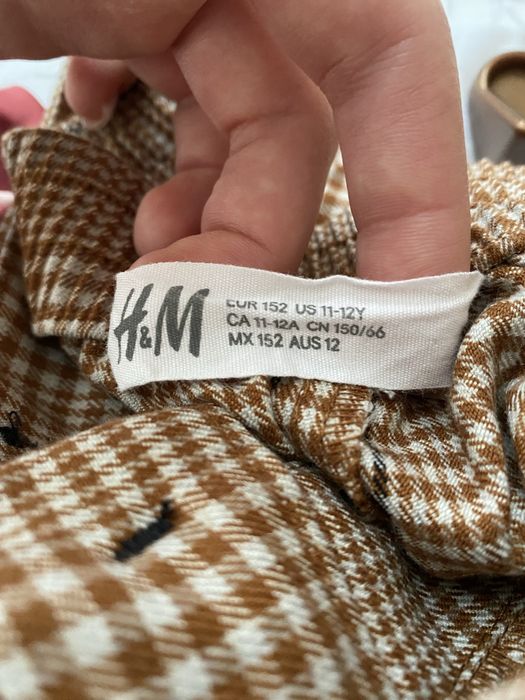 H&M
EUR 152 US 11-12Y
CA 11-12A CN 150/66
MX 152 AUS 12